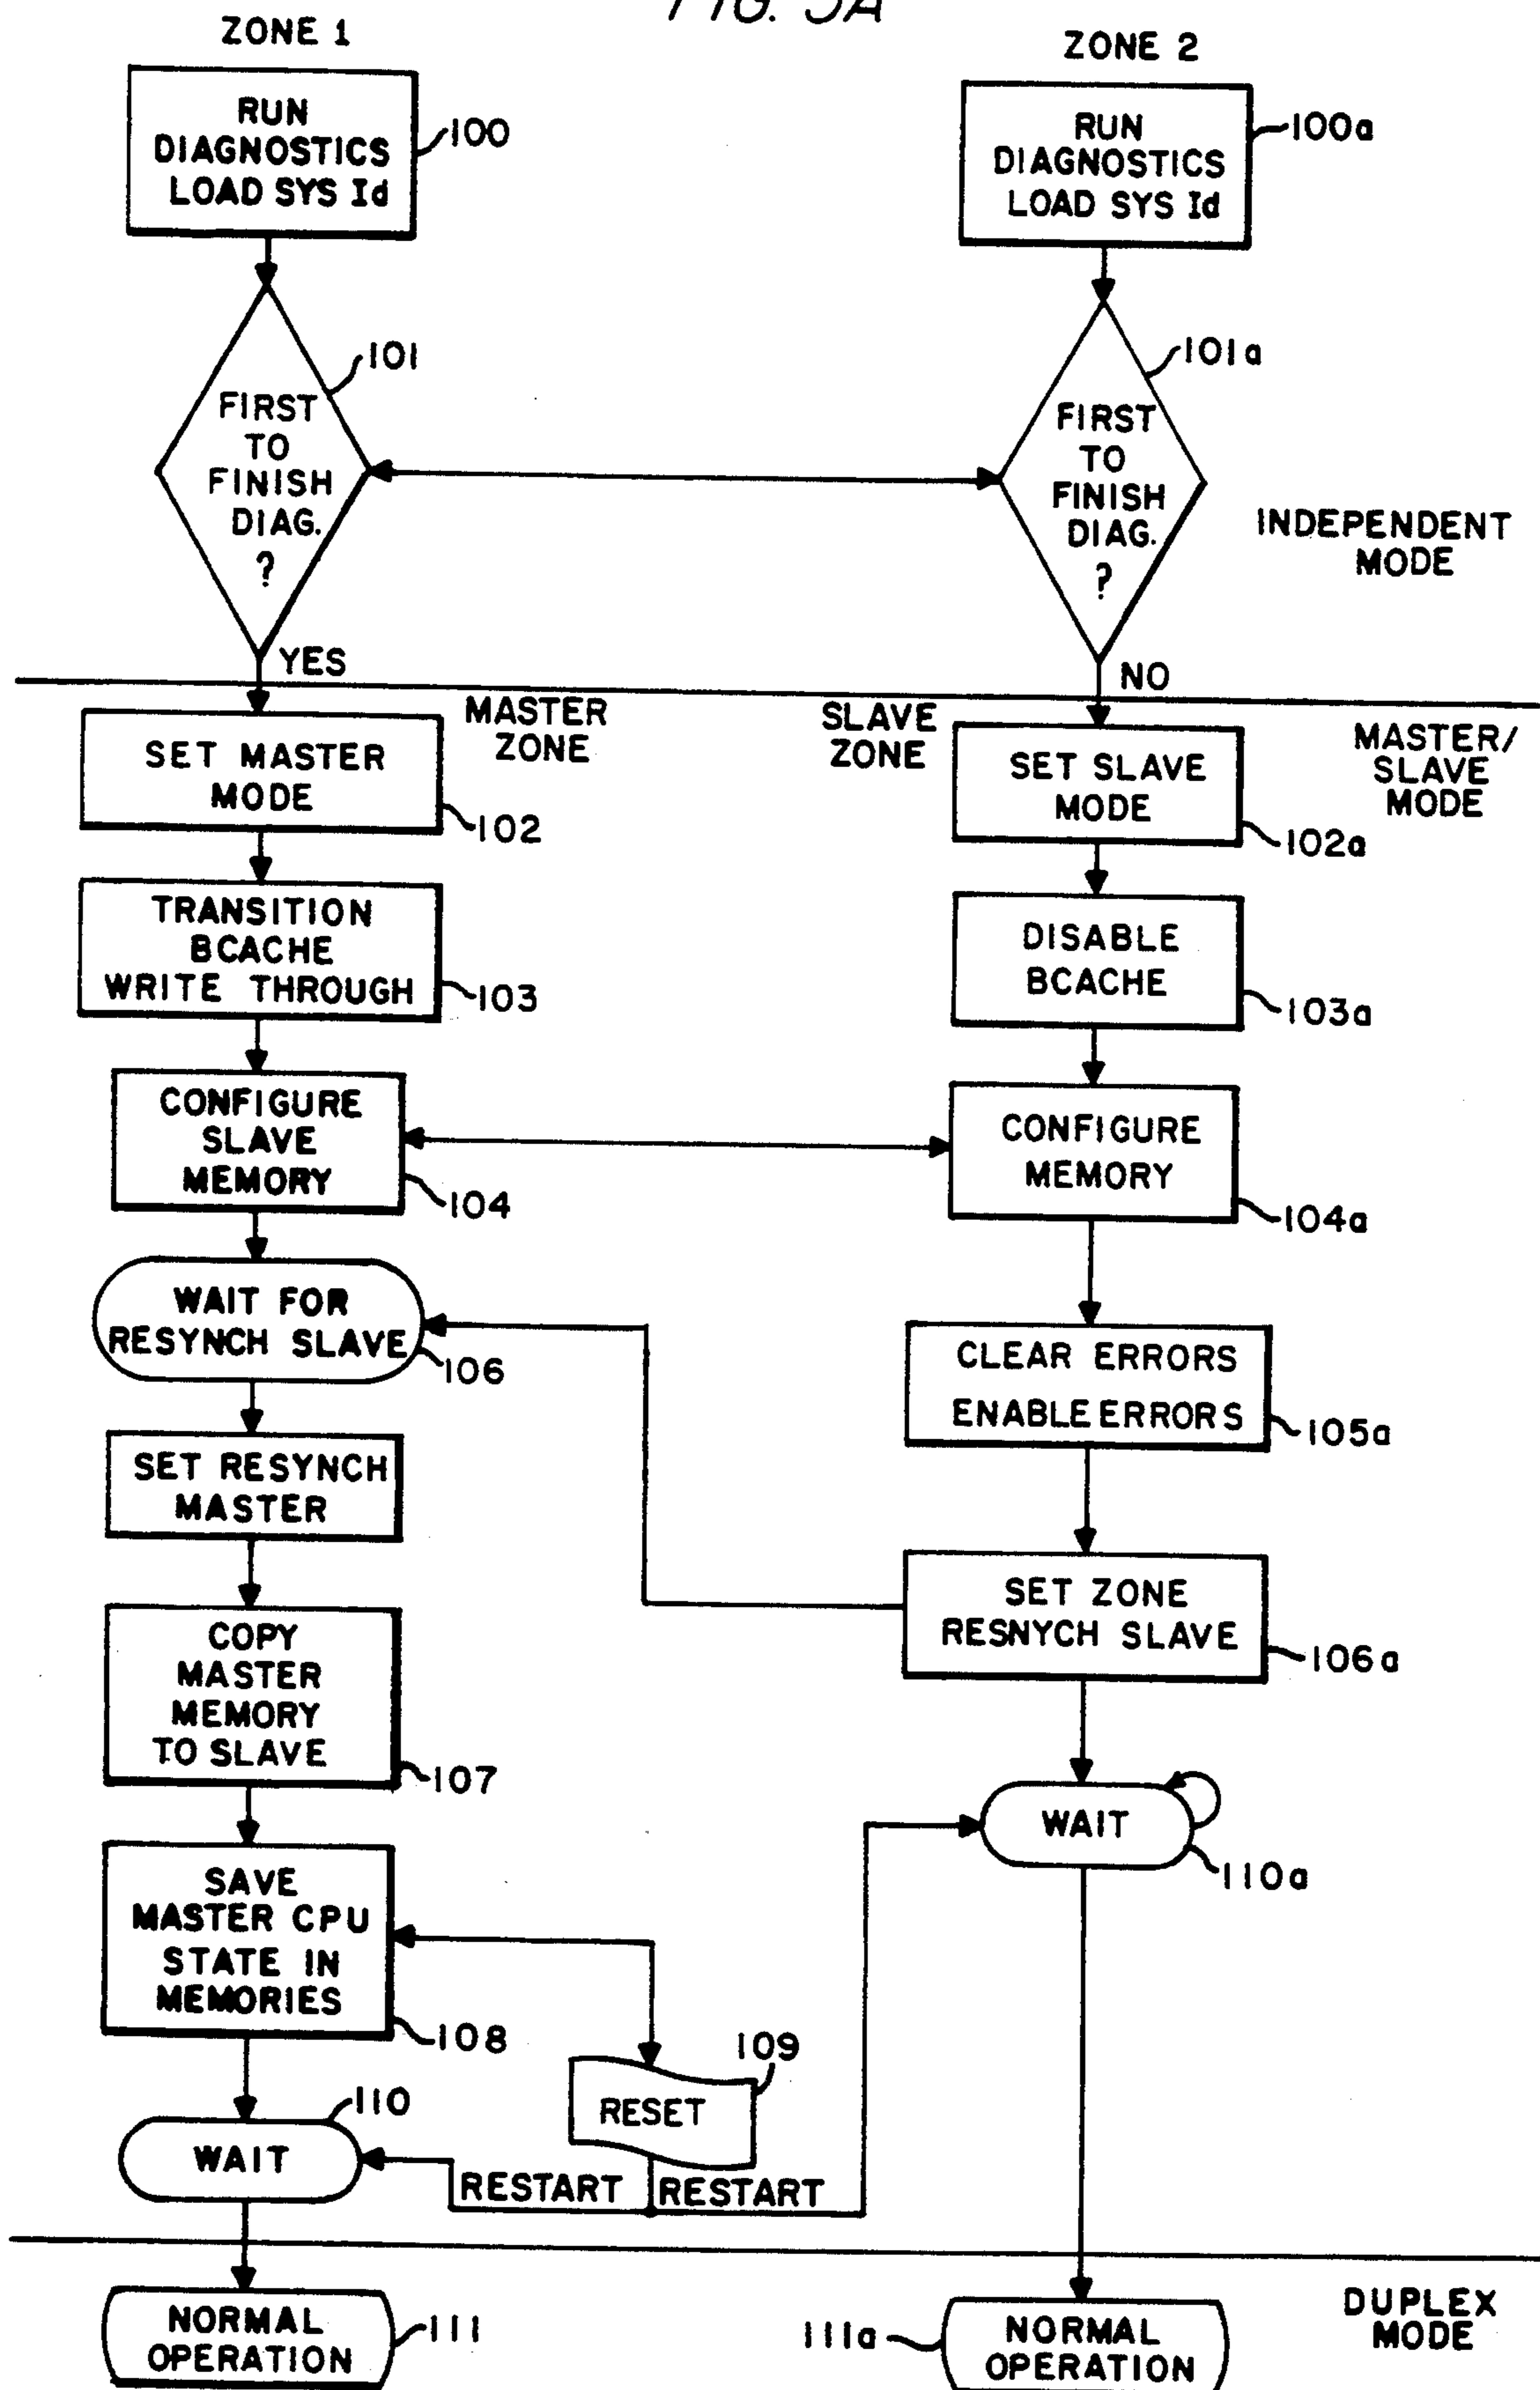 FIG. 5A
ZONE 1
ZONE 2
RUN
DIAGNOSTICS
LOAD SYS Id
100
RUN
DIAGNOSTICS
LOAD SYS Id
100a
FIRST
TO
FINISH
DIAG.
?
101
FIRST
TO
FINISH
DIAG.
?
101a
INDEPENDENT
MODE
YES
NO
MASTER
ZONE
SLAVE
ZONE
MASTER/
SLAVE
MODE
SET MASTER
MODE
102
SET SLAVE
MODE
102a
TRANSITION
BCACHE
WRITE THROUGH
103
DISABLE
BCACHE
103a
CONFIGURE
SLAVE
MEMORY
104
CONFIGURE
MEMORY
104a
WAIT FOR
RESYNCH SLAVE
106
CLEAR ERRORS
ENABLE ERRORS
105a
SET RESYNCH
MASTER
SET ZONE
RESNYCH SLAVE
106a
COPY
MASTER
MEMORY
TO SLAVE
107
WAIT
110a
SAVE
MASTER CPU
STATE IN
MEMORIES
108
109
RESET
110
WAIT
RESTART
RESTART
NORMAL
OPERATION
111
111a
NORMAL
OPERATION
DUPLEX
MODE